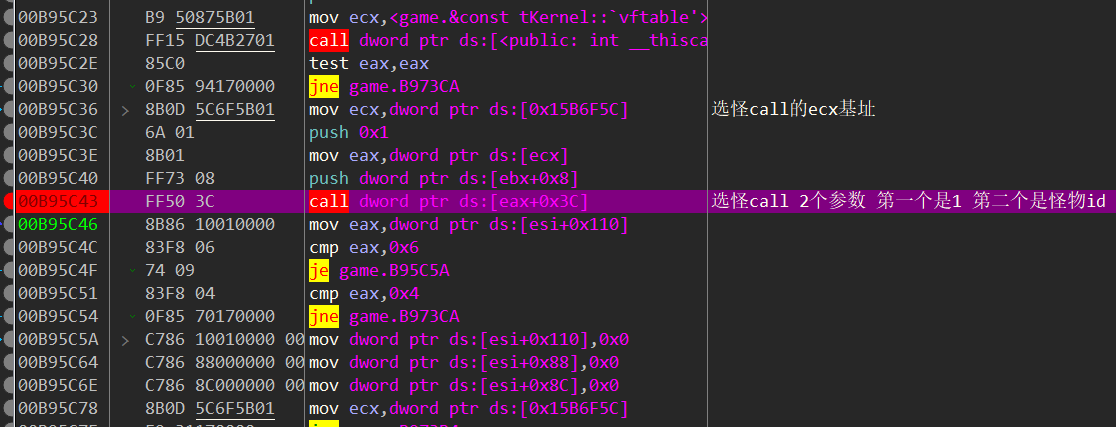 00B95C23 B9 50875B01 mov ecx,<game.&const tKernel::`vftable'>
00B95C28 FF15 DC4B2701 call dword ptr ds:[<public: int __thisca
00B95C2E 85C0 test eax,eax
00B95C30 0F85 94170000 jne game.B973CA
00B95C36 8B0D 5C6F5B01 mov ecx,dword ptr ds:[0x15B6F5C] 选怪call的ecx基址
00B95C3C 6A 01 push 0x1
00B95C3E 8B01 mov eax,dword ptr ds:[ecx]
00B95C40 FF73 08 push dword ptr ds:[ebx+0x8]
00B95C43 FF50 3C call dword ptr ds:[eax+0x3C] 选怪call 2个参数 第一个是1 第二个是怪物id
00B95C46 8B86 10010000 mov eax,dword ptr ds:[esi+0x110]
00B95C4C 83F8 06 cmp eax,0x6
00B95C4F 74 09 je game.B95C5A
00B95C51 83F8 04 cmp eax,0x4
00B95C54 0F85 70170000 jne game.B973CA
00B95C5A C786 10010000 00 mov dword ptr ds:[esi+0x110],0x0
00B95C64 C786 88000000 00 mov dword ptr ds:[esi+0x88],0x0
00B95C6E C786 8C000000 00 mov dword ptr ds:[esi+0x8C],0x0
00B95C78 8B0D 5C6F5B01 mov ecx,dword ptr ds:[0x15B6F5C]